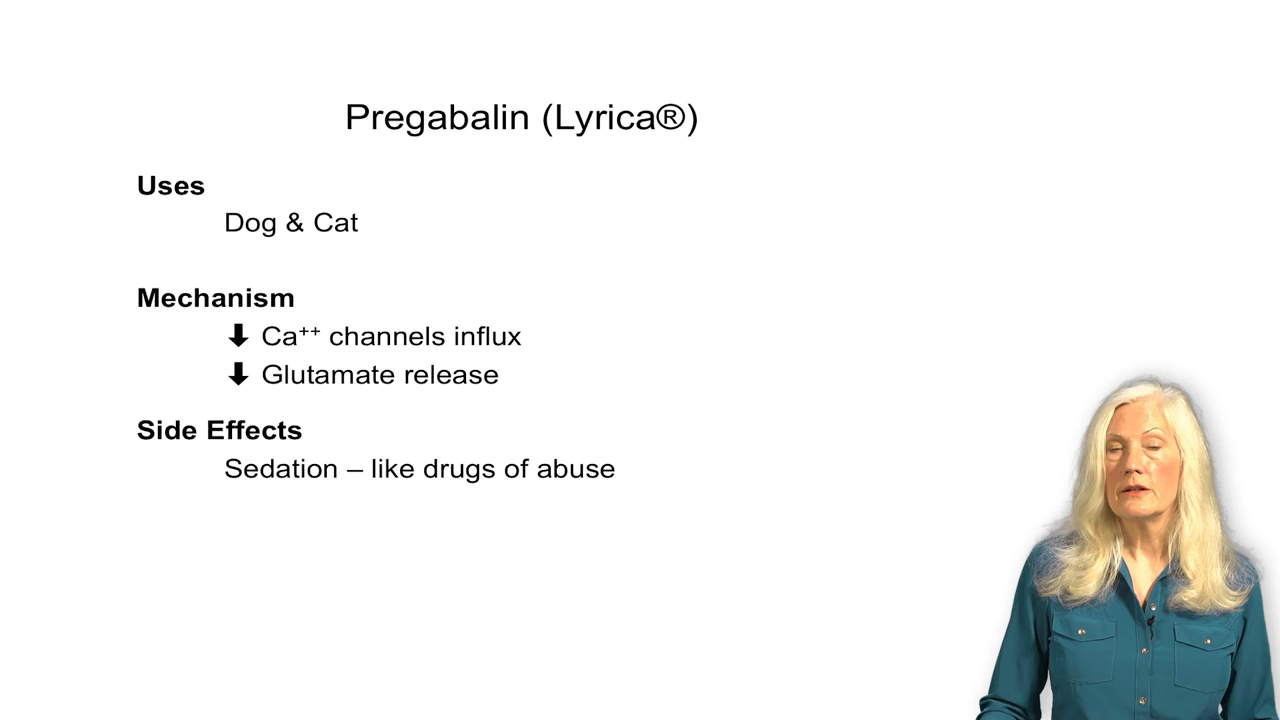 Pregabalin (Lyrica®)
Uses
Dog & Cat
Mechanism
⬇ Ca⁺⁺ channels influx
⬇ Glutamate release
Side Effects
Sedation – like drugs of abuse